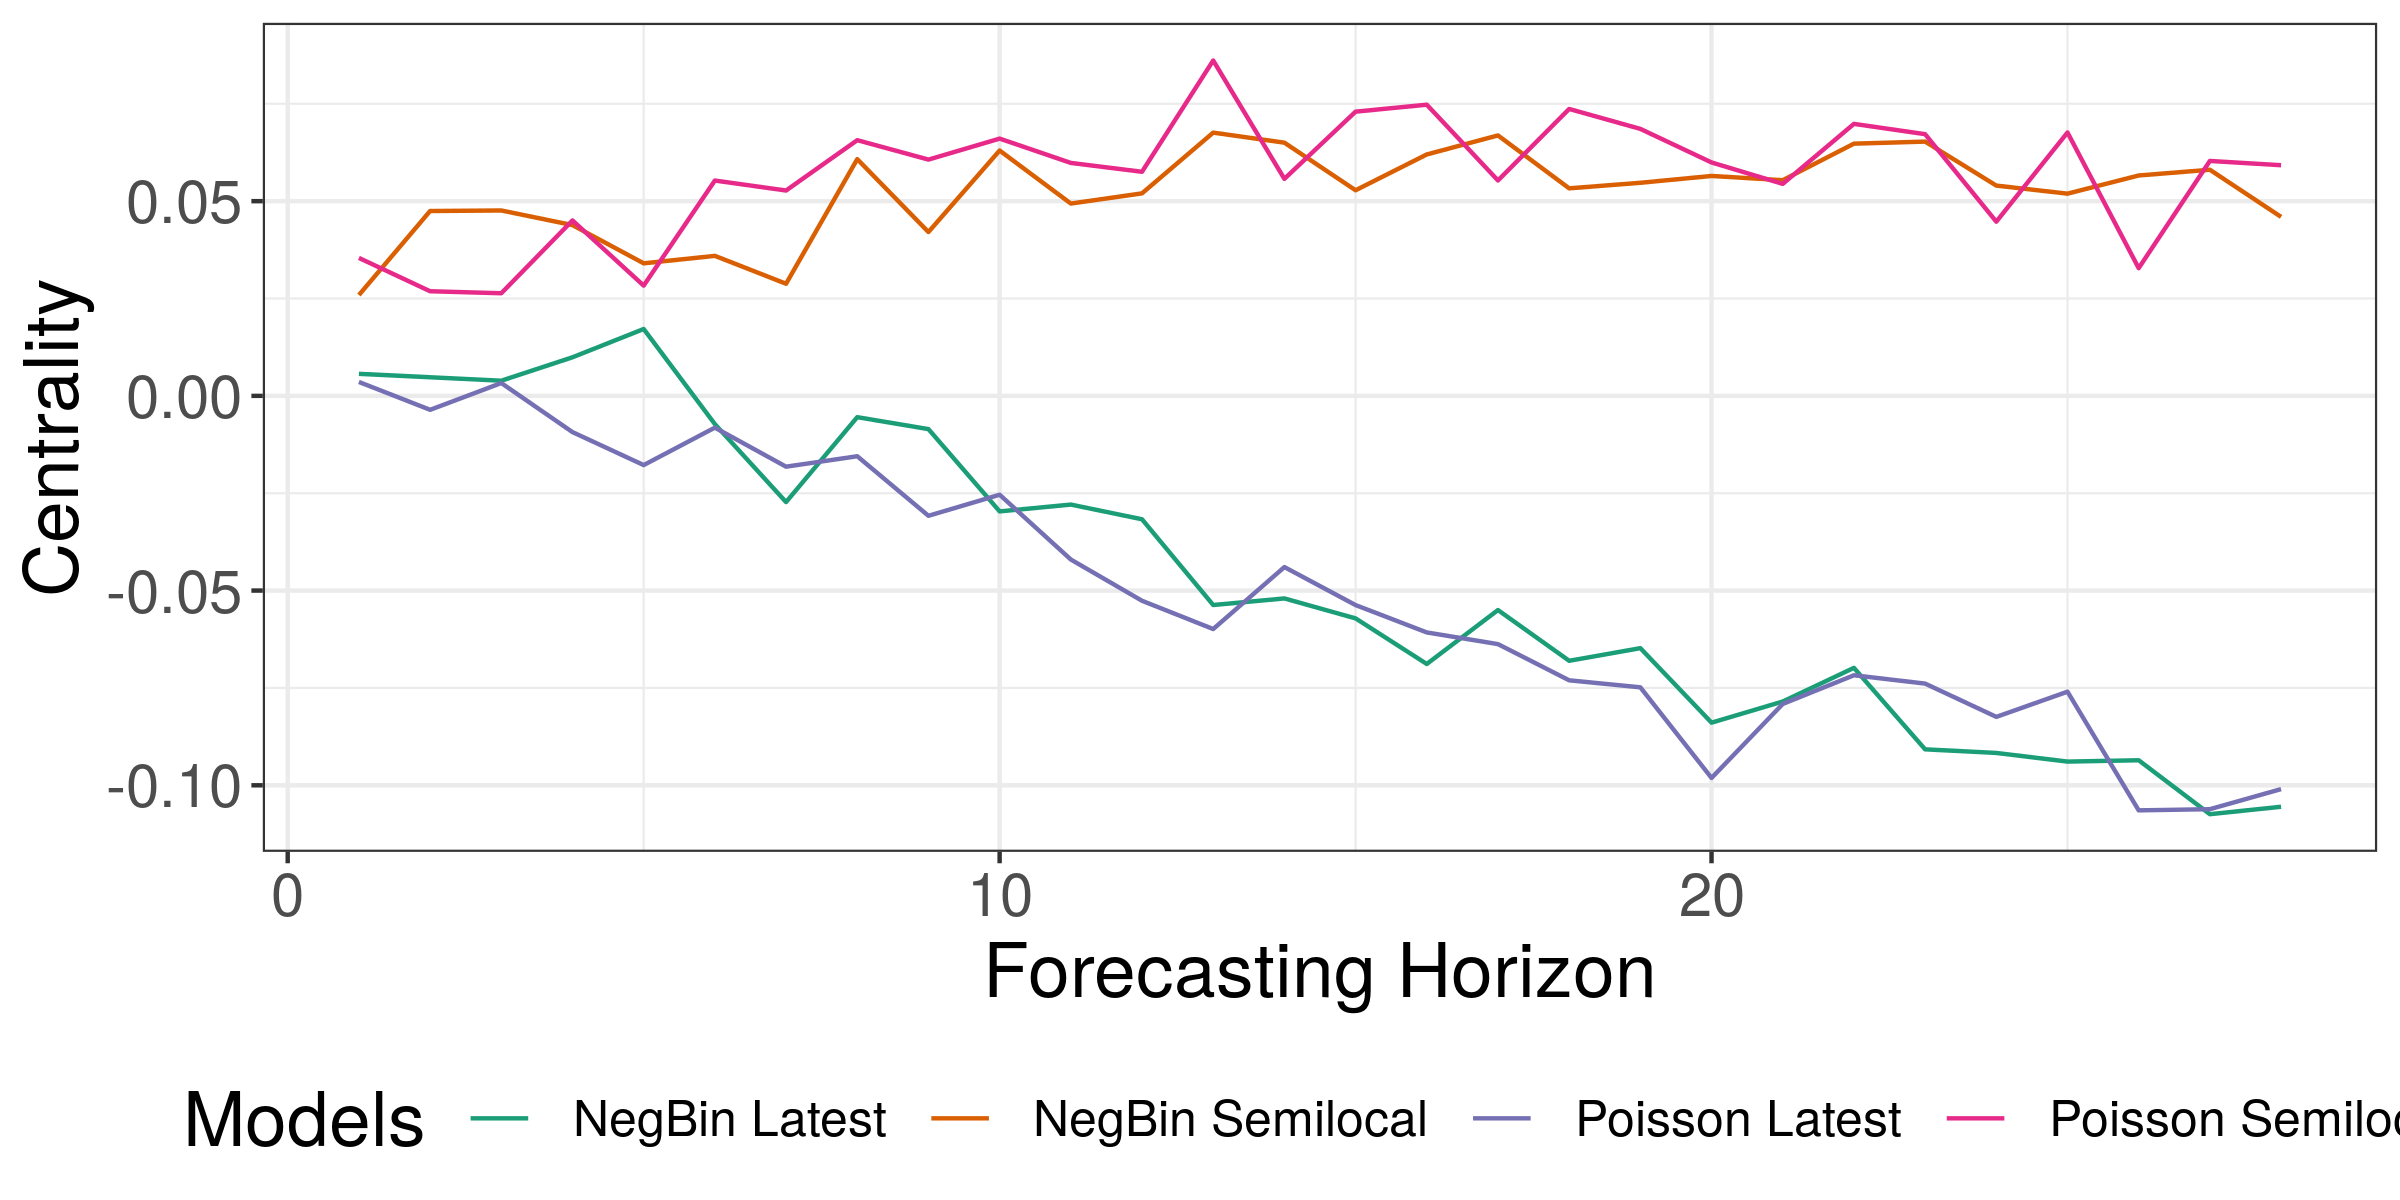 Centrality
0.05
0.00
-0.05
-0.10
0 10 20
Forecasting Horizon
Models NegBin Latest NegBin Semilocal Poisson Latest Poisson